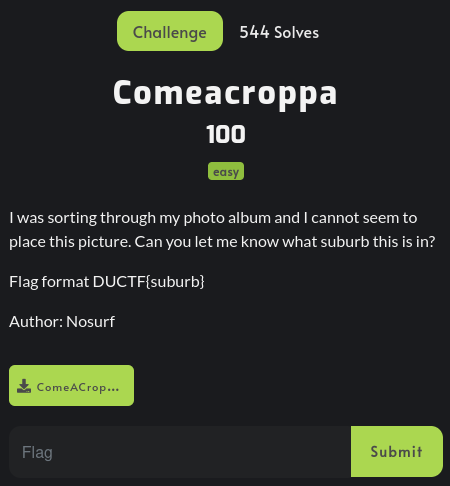 Challenge
544 Solves
Comeacroppa
100
easy
I was sorting through my photo album and I cannot seem to
place this picture. Can you let me know what suburb this is in?
Flag format DUCTF{suburb}
Author: Nosurf
ComeACrop...
Flag
Submit